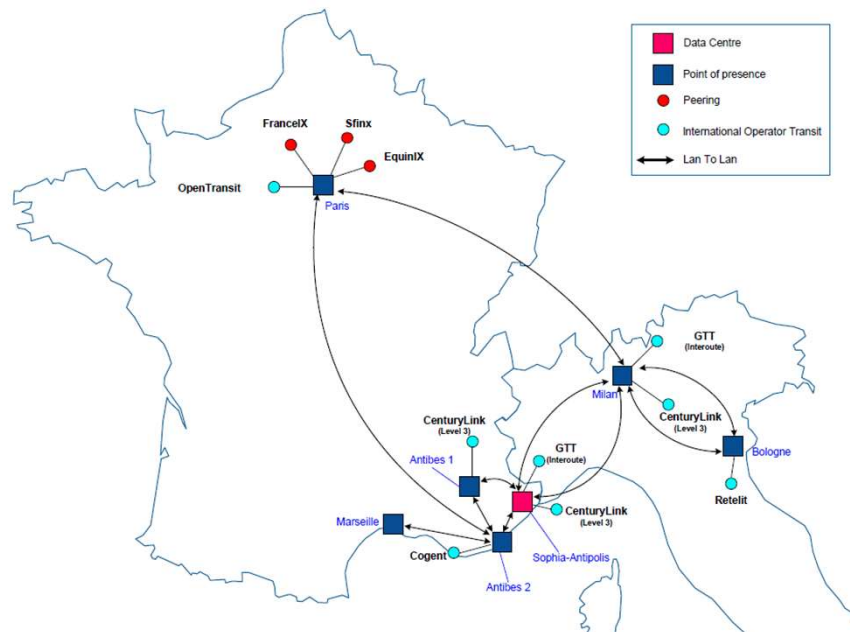 Data Centre
Point of presence
Peering
International Operator Transit
Lan To Lan
FranceIX
Sfinx
EquinIX
OpenTransit
Paris
GTT
(Interoute)
Milan
CenturyLink
(Level 3)
Bologne
Retelit
CenturyLink
(Level 3)
Antibes 1
GTT
(Interoute)
CenturyLink
(Level 3)
Marseille
Sophia-Antipolis
Cogent
Antibes 2